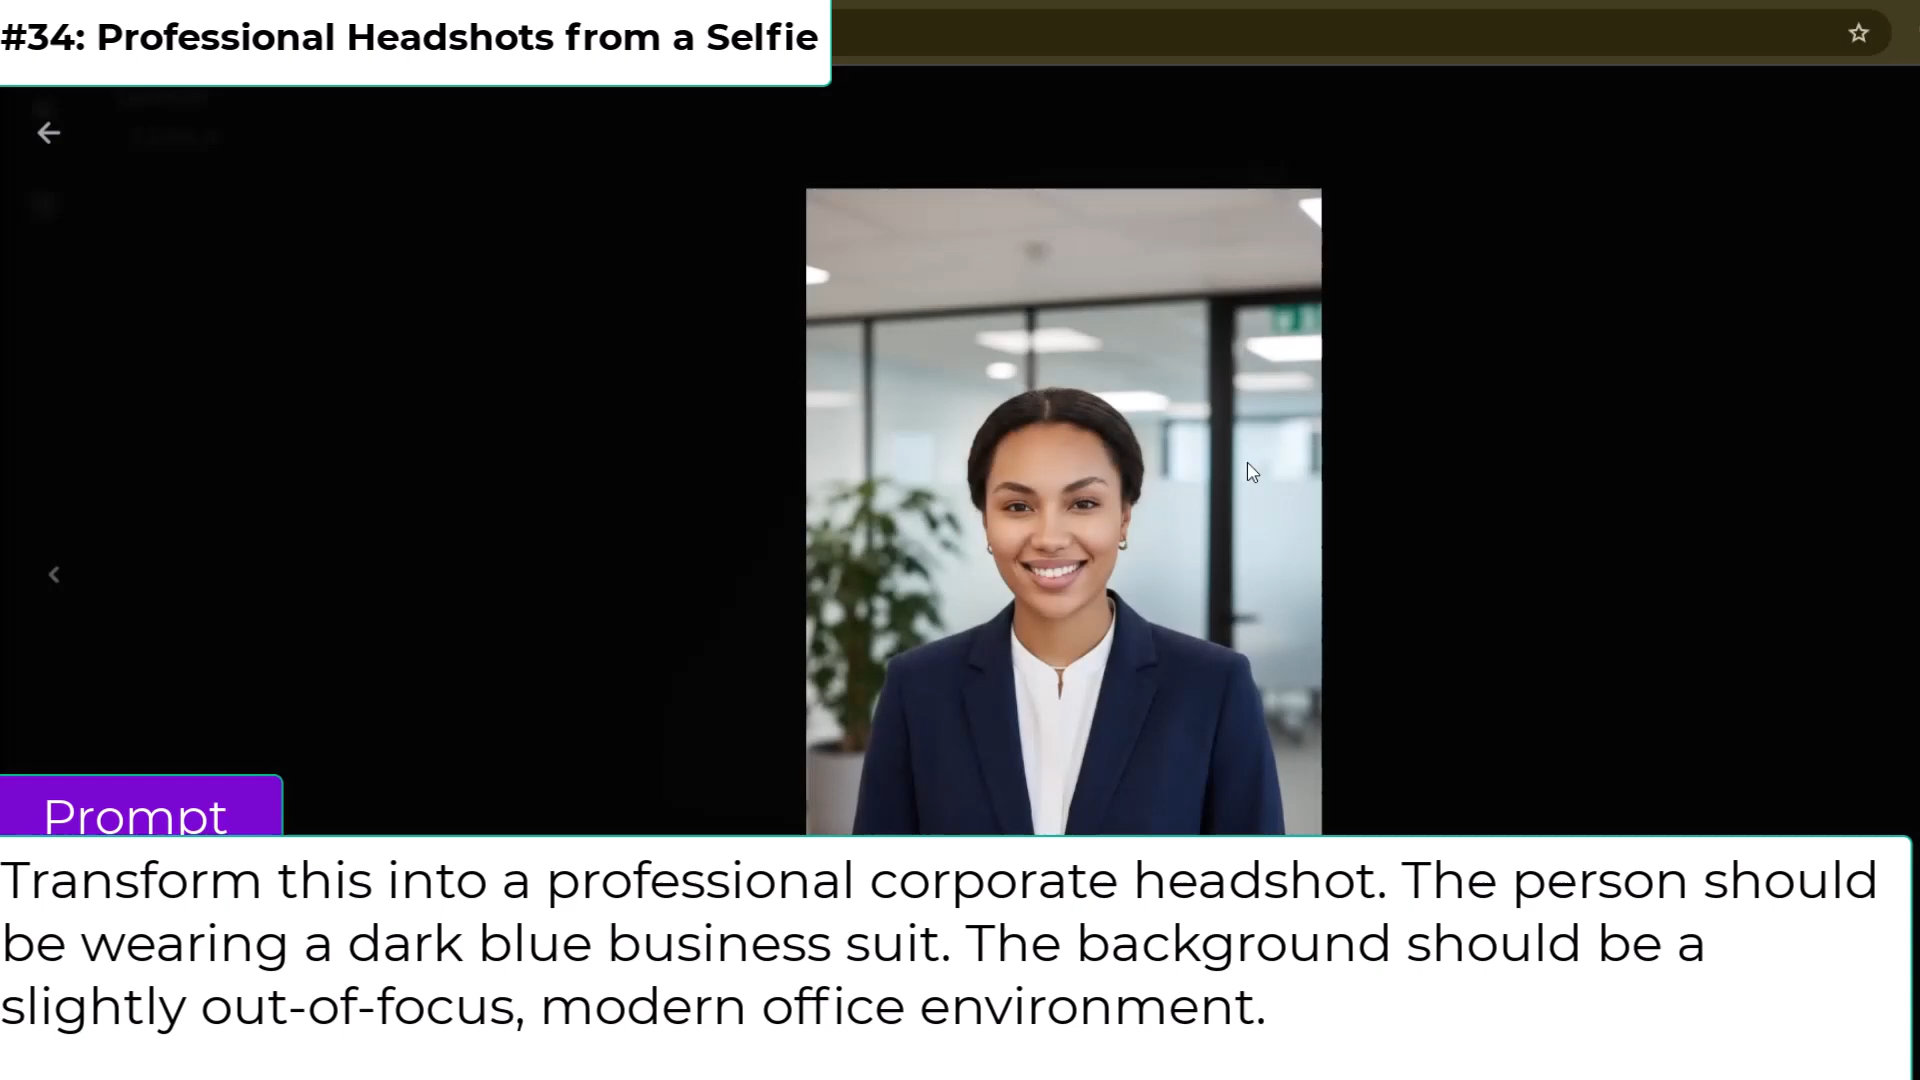 #34: Professional Headshots from a Selfie
Prompt
Transform this into a professional corporate headshot. The person should
be wearing a dark blue business suit. The background should be a
slightly out-of-focus, modern office environment.